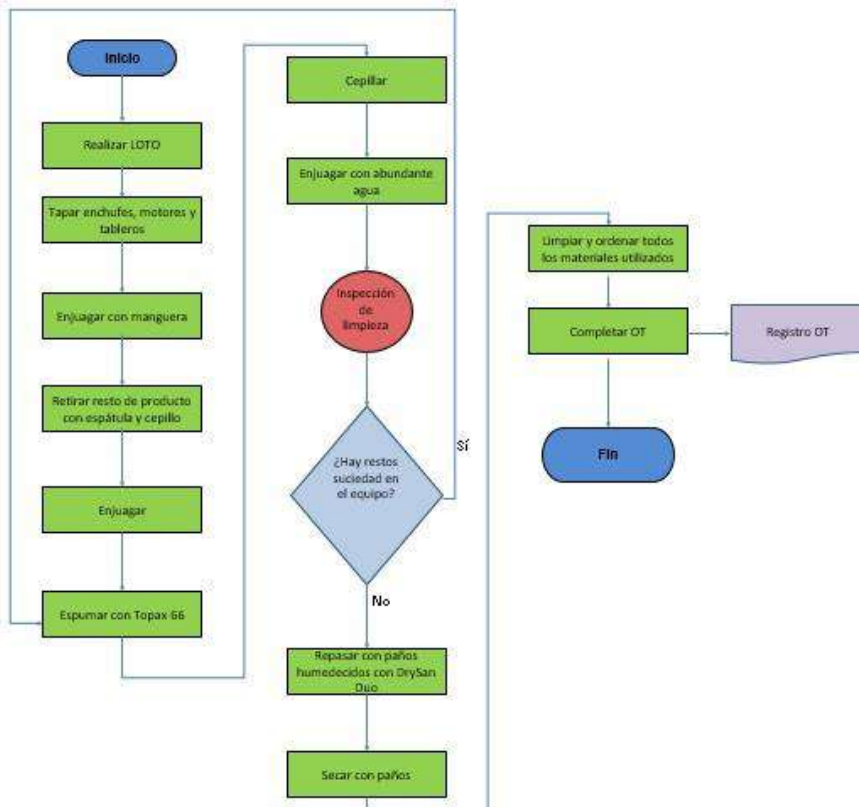 Inicio
Realizar LOTO
Tapar enchufes, motores y
tableros
Enjuagar con manguera
Retirar resto de producto
con espátula y cepillo
Enjuagar
Espumar con Topax 66
Cepillar
Enjuagar con abundante
agua
Inspección
de
limpieza
¿Hay restos
suciedad en
el equipo?
Sí
No
Repasar con paños
humedecidos con DrySan
Duo
Secar con paños
Limpiar y ordenar todos
los materiales utilizados
Completar OT
Registro OT
Fin